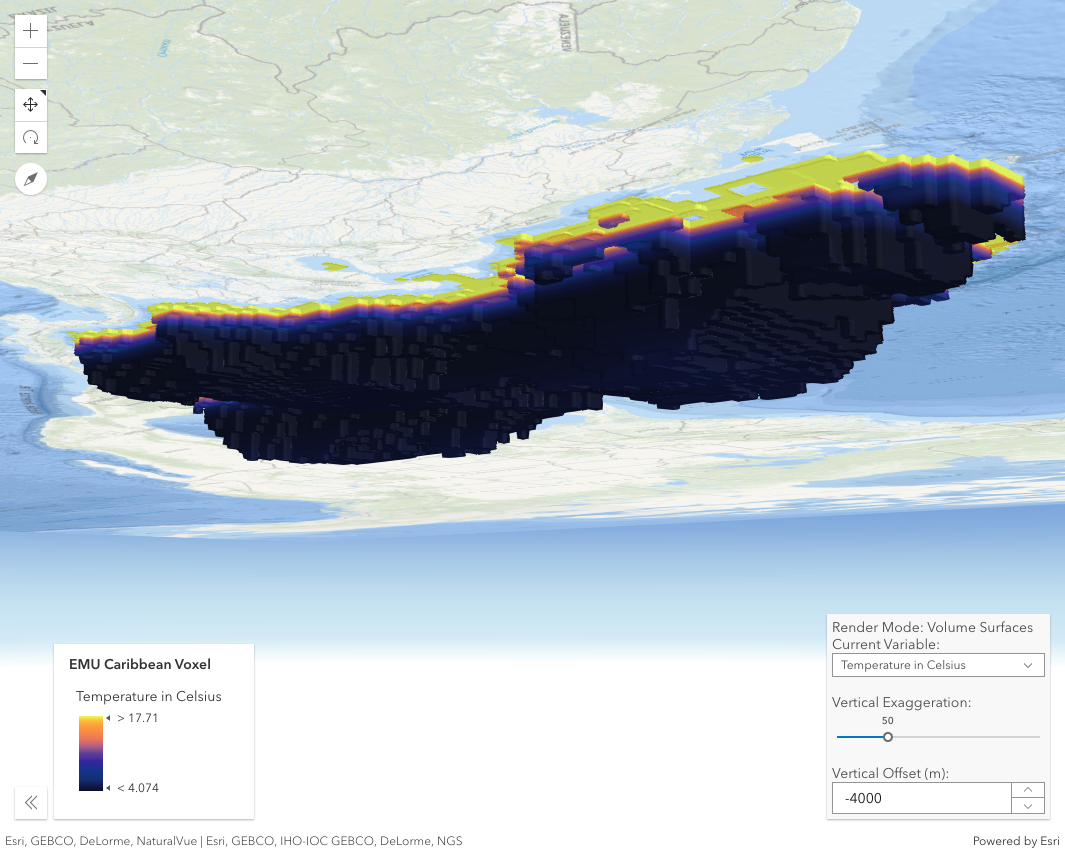 VENEZUELA
EMU Caribbean Voxel
Temperature in Celsius
> 17.71
< 4.074
Render Mode: Volume Surfaces
Current Variable:
Temperature in Celsius
Vertical Exaggeration:
50
Vertical Offset (m):
-4000
Esri, GEBCO, DeLorme, NaturalVue | Esri, GEBCO, IHO-IOC GEBCO, DeLorme, NGS
Powered by Esri